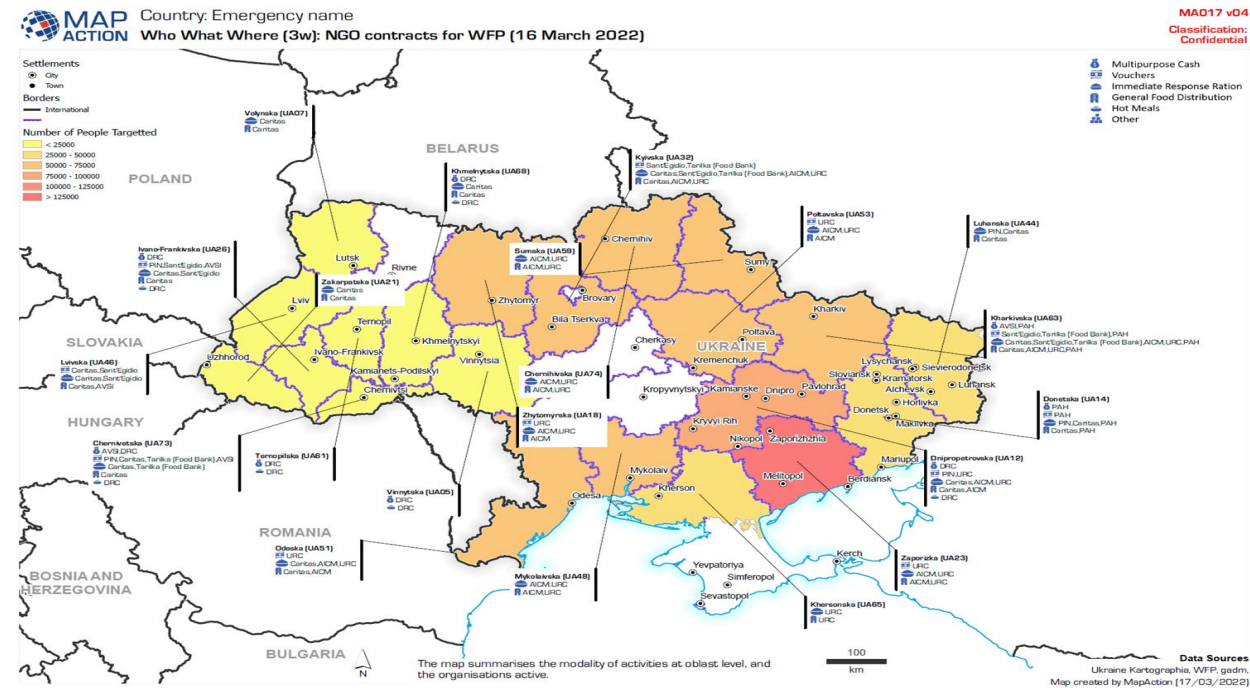 MAP
ACTION
Country: Emergency name
Who What Where (3w): NGO contracts for WFP (16 March 2022)
MA017 v04
Classification:
Confidential
Settlements
City
Town
Borders
International
Number of People Targetted
< 25000
25000 - 50000
50000 - 75000
75000 - 100000
100000 - 125000
> 125000
Multipurpose Cash
Vouchers
Immediate Response Ration
General Food Distribution
Hot Meals
Other
POLAND
BELARUS
SLOVAKIA
HUNGARY
ROMANIA
BOSNIA AND
HERZEGOVINA
BULGARIA
UKRAINE
Volynska (UA07)
Caritas
Caritas
Khmelnytska (UA68)
DRC
Caritas
Caritas
DRC
Kyivska (UA32)
Sant'Egidio,Tarilka (Food Bank)
Caritas,Sant'Egidio,Tarilka (Food Bank),AICM,URC
Caritas,AICM,URC
Poltavska (UA53)
URC
AICM,URC
AICM
Luhanska (UA44)
PIN,Caritas
Caritas
Ivano-Frankivska (UA26)
DRC
PIN,Sant'Egidio,AVSI
Caritas,Sant'Egidio
Caritas
DRC
Zakarpatska (UA21)
Caritas
Caritas
Sumska (UA59)
AICM,URC
AICM,URC
Kharkivska (UA63)
AVSI,PAH
Sant'Egidio,Tarilka (Food Bank),PAH
Caritas,Sant'Egidio,Tarilka (Food Bank),AICM,URC,PAH
Caritas,AICM,URC,PAH
Lvivska (UA46)
Caritas,Sant'Egidio
Caritas,Sant'Egidio
Caritas,AVSI
Chernihivska (UA74)
AICM,URC
AICM,URC
Donetska (UA14)
PAH
PAH
PIN,Caritas,PAH
Caritas,PAH
Zhytomyrska (UA18)
URC
AICM,URC
AICM
Chernivetska (UA73)
AVSI,DRC
PIN,Caritas,Tarilka (Food Bank),AVSI
Caritas,Tarilka (Food Bank)
Caritas
DRC
Ternopilska (UA61)
DRC
DRC
Vinnytska (UA05)
DRC
DRC
Dnipropetrovska (UA12)
DRC
PIN,URC
Caritas,AICM,URC
Caritas,AICM
DRC
Odeska (UA51)
URC
Caritas,AICM,URC
Caritas,AICM
Mykolaivska (UA48)
AICM,URC
AICM,URC
Zaporizka (UA23)
URC
AICM,URC
AICM,URC
Khersonska (UA65)
URC
URC
Lutsk
Rivne
Lviv
Ternopil
Uzhhorod
Ivano-Frankivsk
Khmelnytskyi
Kamianets-Podilskyi
Chernivtsi
Vinnytsia
Zhytomyr
Chernihiv
Brovary
Bila Tserkva
Sumy
Kharkiv
Poltava
Cherkasy
Kremenchuk
Kropyvnytskyi
Kamianske
Dnipro
Pavlohrad
Kryvyi Rih
Nikopol
Zaporizhzhia
Lysychansk
Sievierodonetsk
Sloviansk
Kramatorsk
Alchevsk
Luhansk
Horlivka
Donetsk
Makiivka
Mariupol
Berdiansk
Melitopol
Mykolaiv
Kherson
Odesa
Kerch
Yevpatoriya
Simferopol
Sevastopol
N
The map summarises the modality of activities at oblast level, and
the organisations active.
100
km
Data Sources
Ukraine Kartographia, WFP, gadm,
Map created by MapAction (17/03/2022)